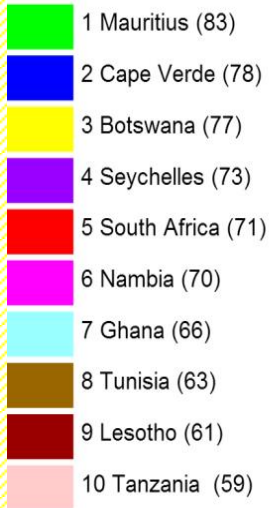 1 Mauritius (83)
2 Cape Verde (78)
3 Botswana (77)
4 Seychelles (73)
5 South Africa (71)
6 Nambia (70)
7 Ghana (66)
8 Tunisia (63)
9 Lesotho (61)
10 Tanzania (59)